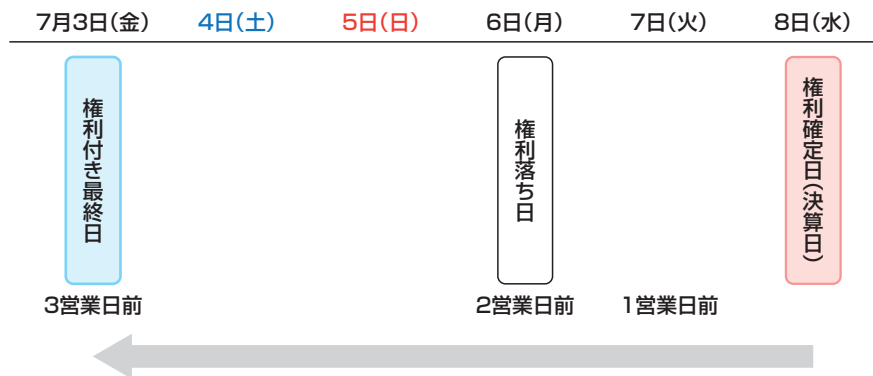 7月3日(金) 4日(土) 5日(日) 6日(月) 7日(火) 8日(水)
権利付き最終日
権利落ち日
権利確定日(決算日)
3営業日前 2営業日前 1営業日前